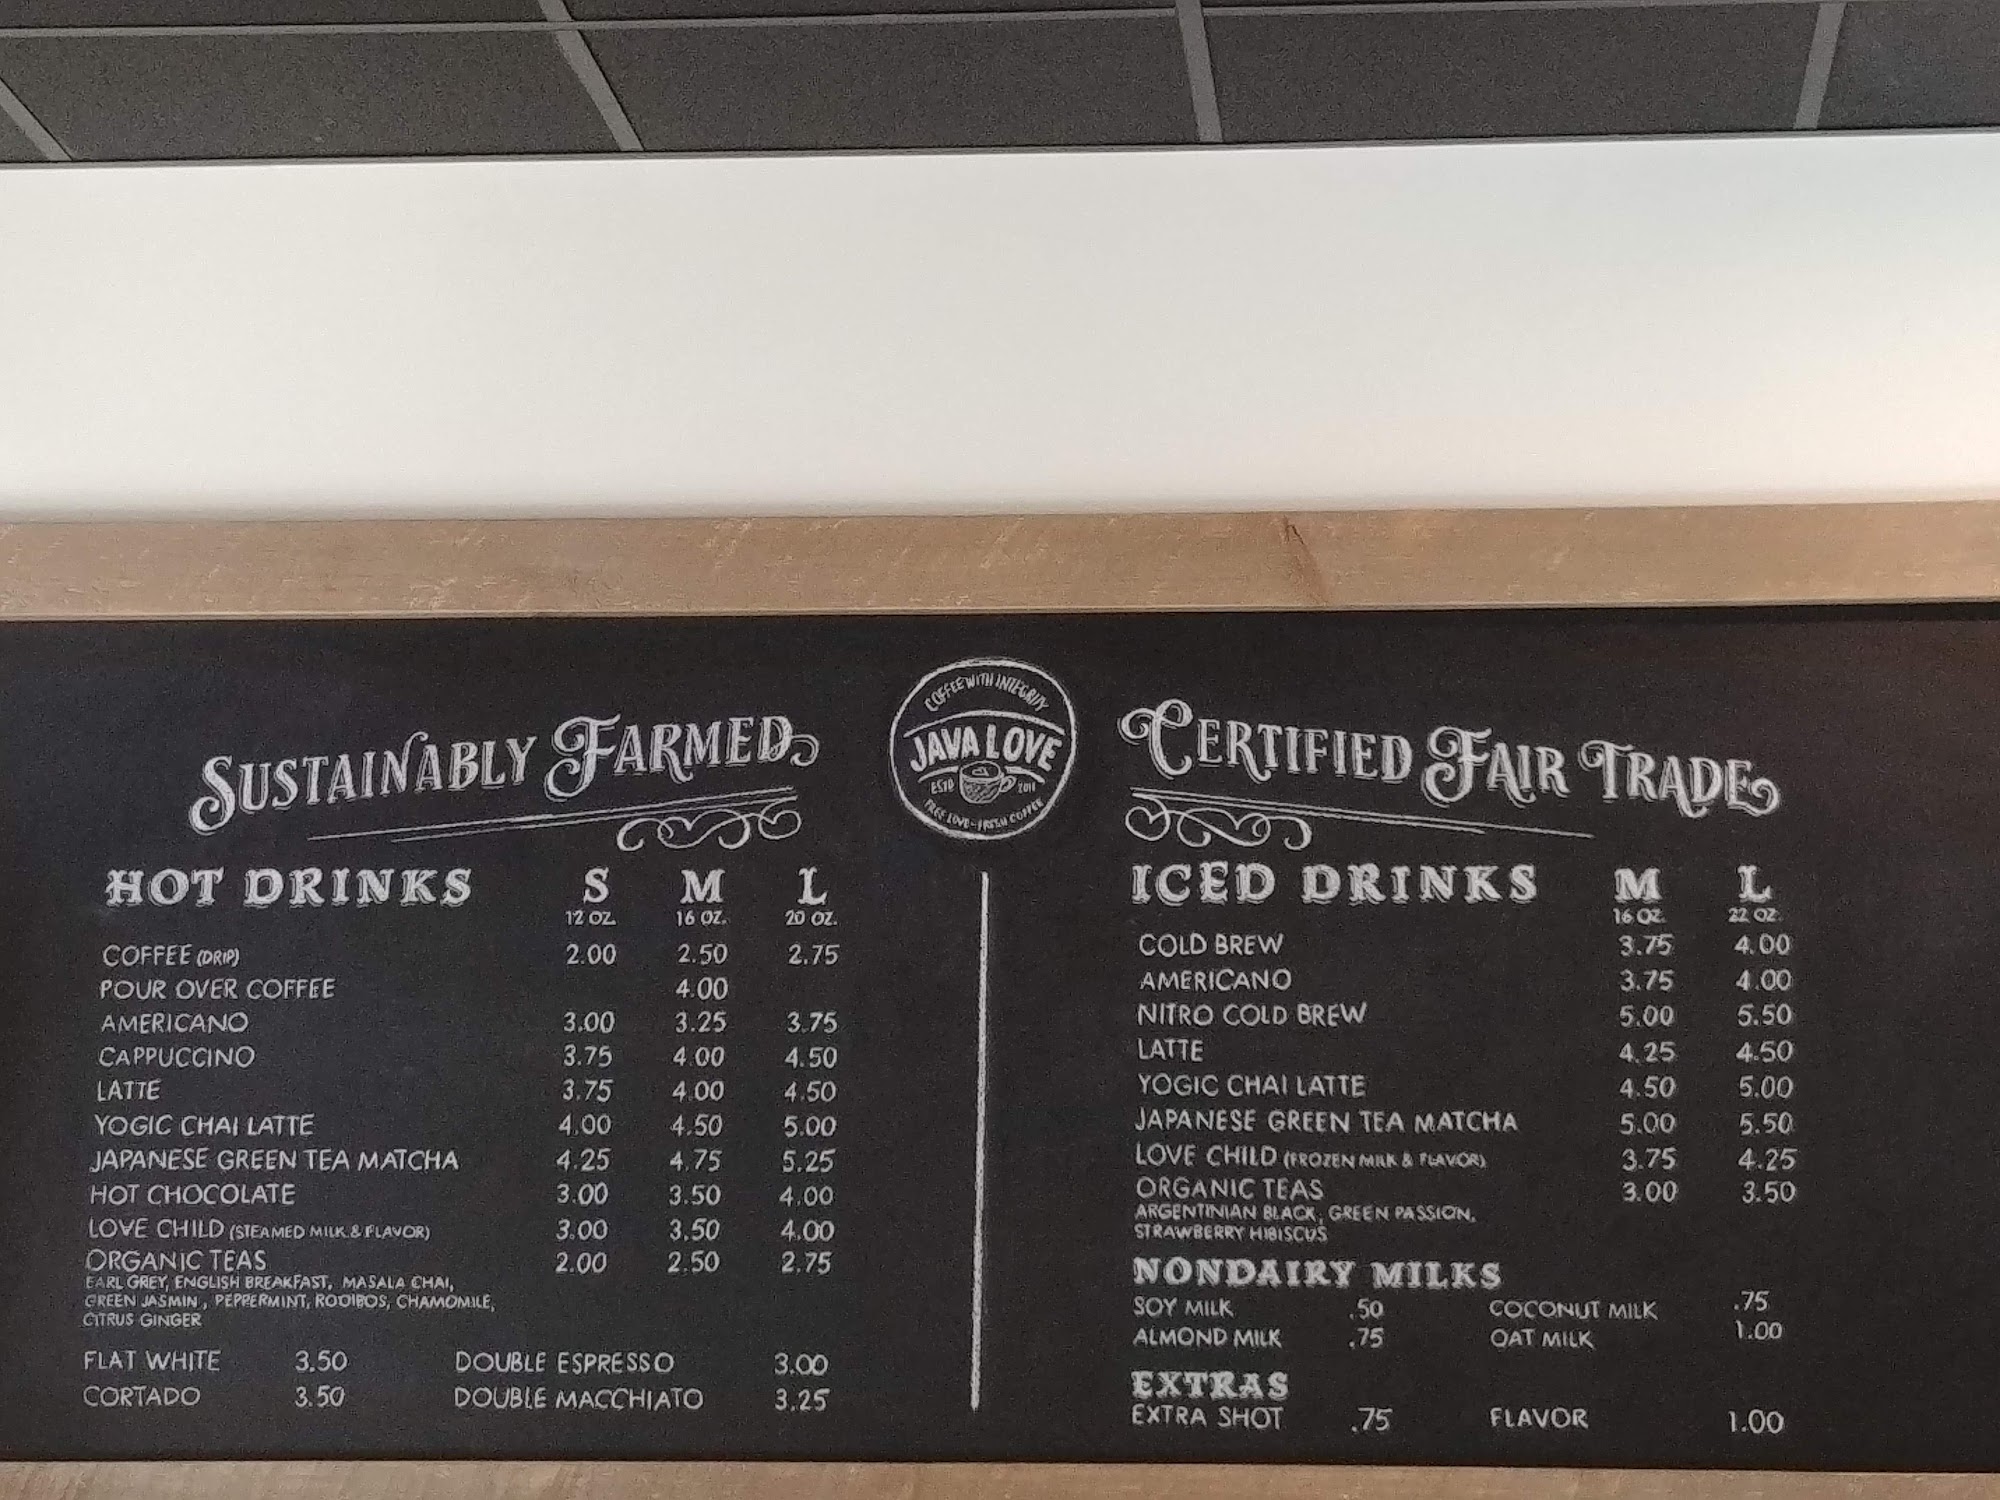 SUSTAINABLY FARMED
COFFEE WITH INTEGRITY
JAVA LOVE
ESTD 2011
FREE LOVE - FRESH COFFEE
CERTIFIED FAIR TRADE
HOT DRINKS S M L
12 OZ. 16 OZ. 20 OZ.
COFFEE (DRIP) 2.00 2.50 2.75
POUR OVER COFFEE 4.00
AMERICANO 3.00 3.25 3.75
CAPPUCCINO 3.75 4.00 4.50
LATTE 3.75 4.00 4.50
YOGIC CHAI LATTE 4.00 4.50 5.00
JAPANESE GREEN TEA MATCHA 4.25 4.75 5.25
HOT CHOCOLATE 3.00 3.50 4.00
LOVE CHILD (STEAMED MILK & FLAVOR) 3.00 3.50 4.00
ORGANIC TEAS 2.00 2.50 2.75
EARL GREY, ENGLISH BREAKFAST, MASALA CHAI,
GREEN JASMIN, PEPPERMINT, ROOIBOS, CHAMOMILE,
CITRUS GINGER
FLAT WHITE 3.50 DOUBLE ESPRESSO 3.00
CORTADO 3.50 DOUBLE MACCHIATO 3.25
ICED DRINKS M L
16 OZ. 22 OZ.
COLD BREW 3.75 4.00
AMERICANO 3.75 4.00
NITRO COLD BREW 5.00 5.50
LATTE 4.25 4.50
YOGIC CHAI LATTE 4.50 5.00
JAPANESE GREEN TEA MATCHA 5.00 5.50
LOVE CHILD (FROZEN MILK & FLAVOR) 3.75 4.25
ORGANIC TEAS 3.00 3.50
ARGENTINIAN BLACK, GREEN PASSION,
STRAWBERRY HIBISCUS
NONDAIRY MILKS
SOY MILK .50 COCONUT MILK .75
ALMOND MILK .75 OAT MILK 1.00
EXTRAS
EXTRA SHOT .75 FLAVOR 1.00